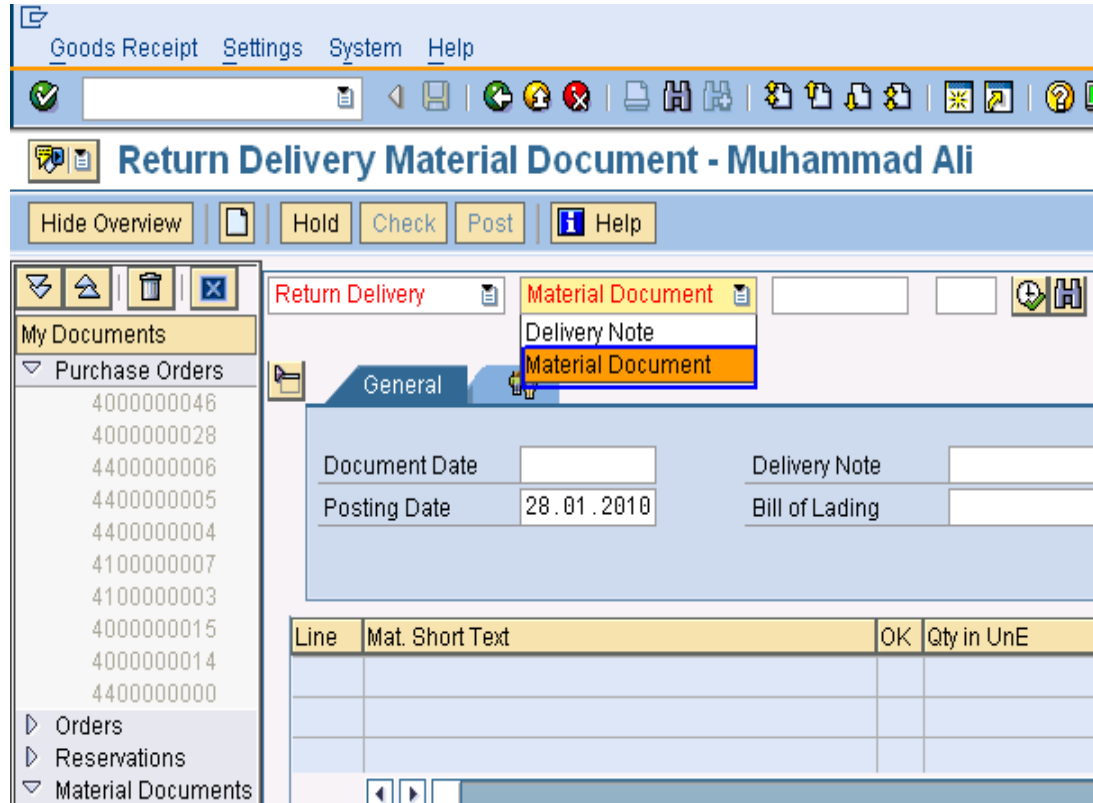 Goods Receipt Settings System Help
Return Delivery Material Document - Muhammad Ali
Hide Overview Hold Check Post Help
Return Delivery Material Document
Delivery Note
Material Document
My Documents
Purchase Orders
4000000046
4000000028
4400000006
4400000005
4400000004
4100000007
4100000003
4000000015
4000000014
4400000000
Orders
Reservations
Material Documents
General
Document Date Delivery Note
Posting Date 28.01.2010 Bill of Lading
Line Mat. Short Text OK Qty in UnE